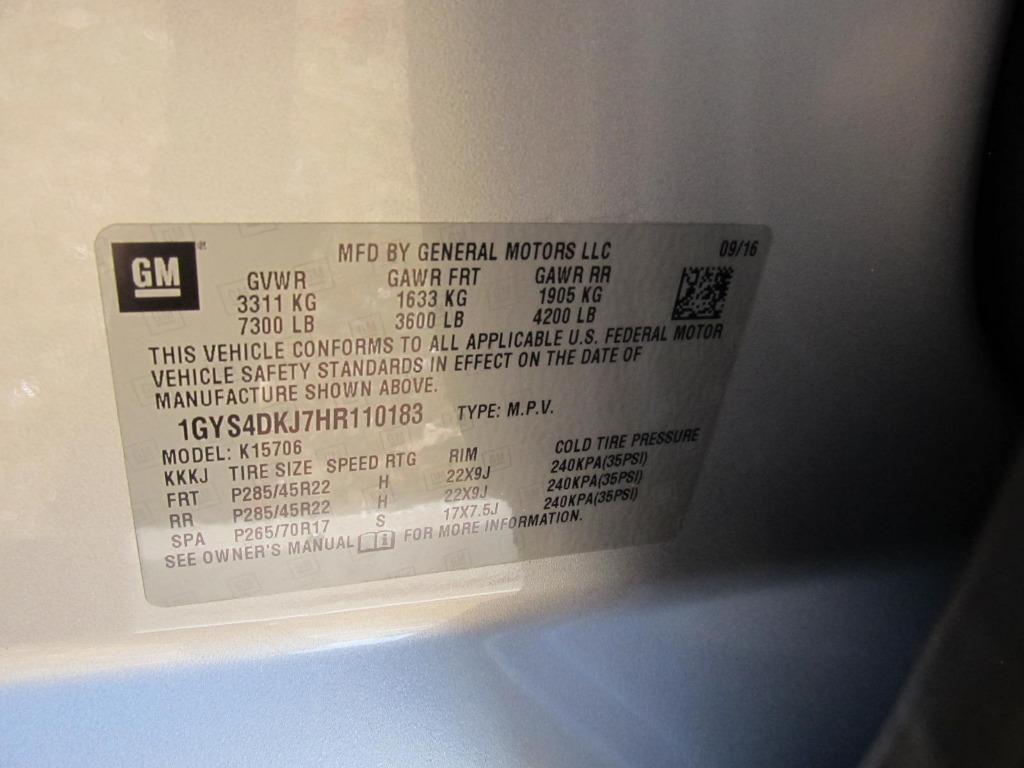 GM
MFD BY GENERAL MOTORS LLC 09/16
GVWR GAWR FRT GAWR RR
3311 KG 1633 KG 1905 KG
7300 LB 3600 LB 4200 LB
THIS VEHICLE CONFORMS TO ALL APPLICABLE U.S. FEDERAL MOTOR
VEHICLE SAFETY STANDARDS IN EFFECT ON THE DATE OF
MANUFACTURE SHOWN ABOVE.
1GYS4DKJ7HR110183 TYPE: M.P.V.
MODEL: K15706
KKKJ TIRE SIZE SPEED RTG RIM COLD TIRE PRESSURE
FRT P285/45R22 H 22X9J 240KPA(35PSI)
RR P285/45R22 H 22X9J 240KPA(35PSI)
SPA P265/70R17 S 17X7.5J 240KPA(35PSI)
SEE OWNER'S MANUAL FOR MORE INFORMATION.